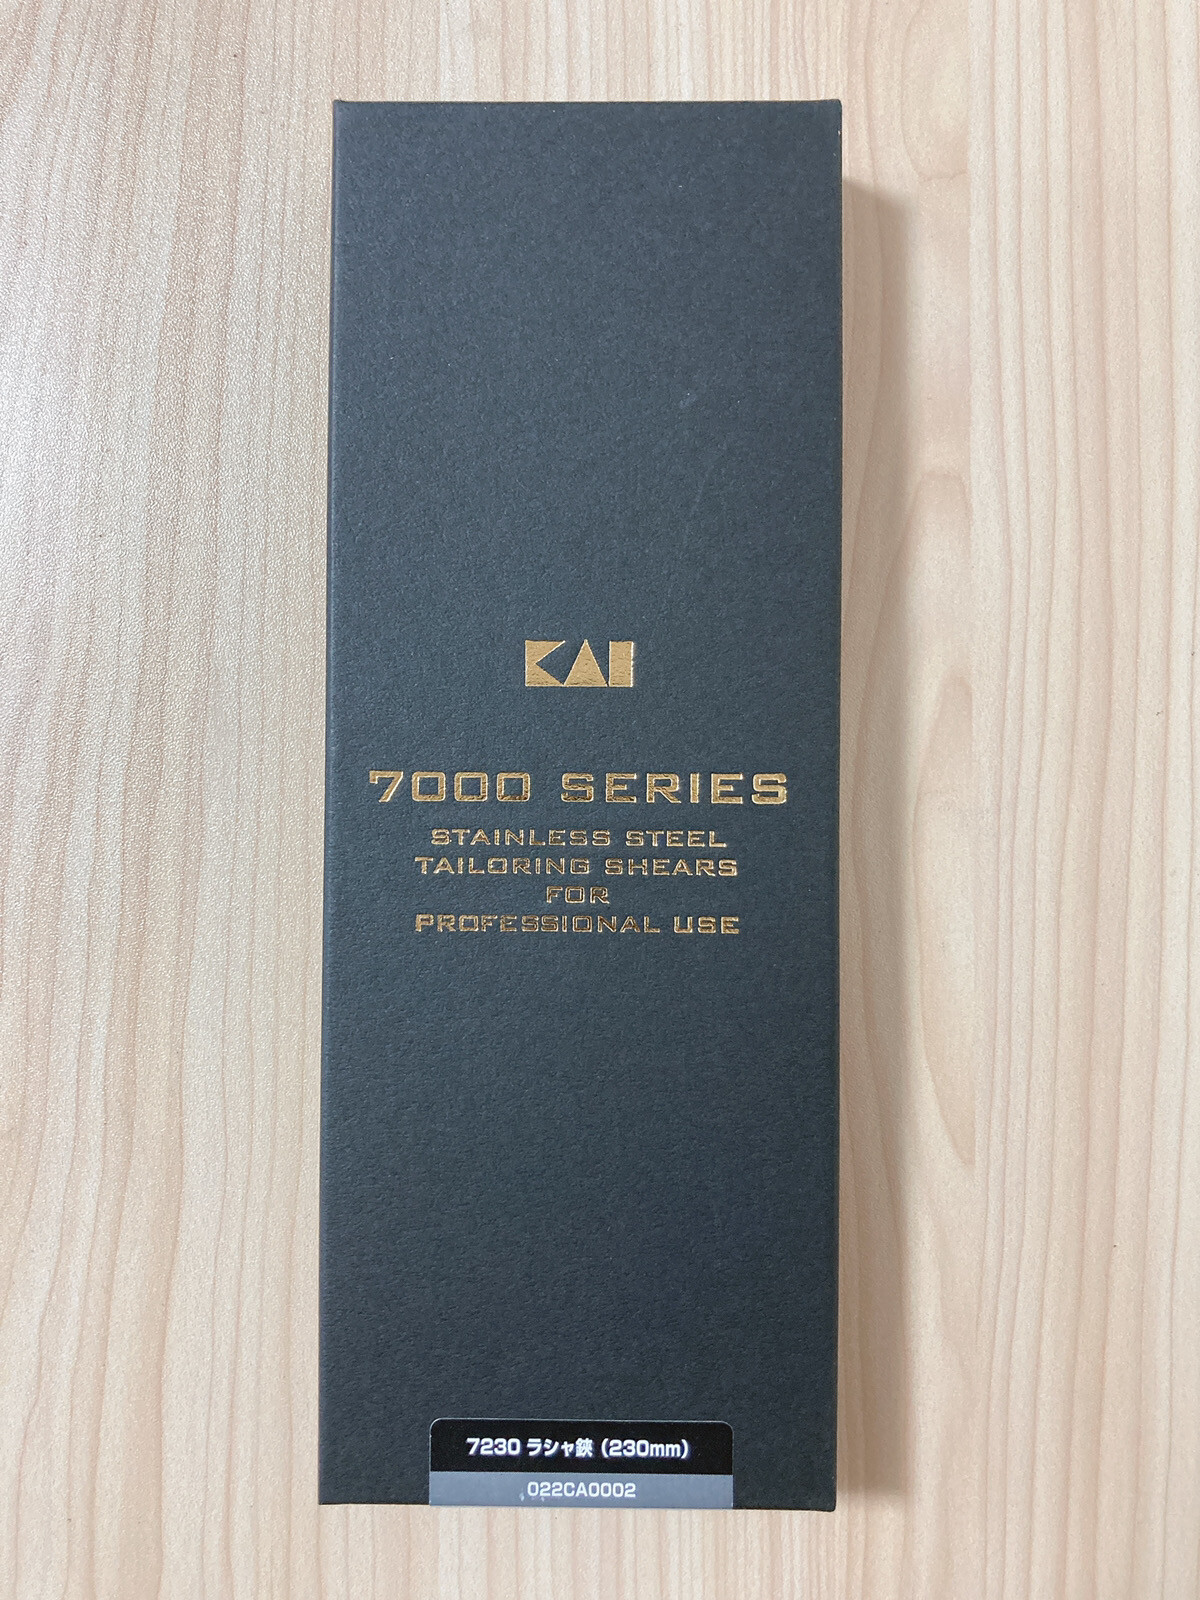 KAI
7000 SERIES
STAINLESS STEEL
TAILORING SHEARS
FOR
PROFESSIONAL USE
7230 ラシャ鋏 (230mm)
022CA0002